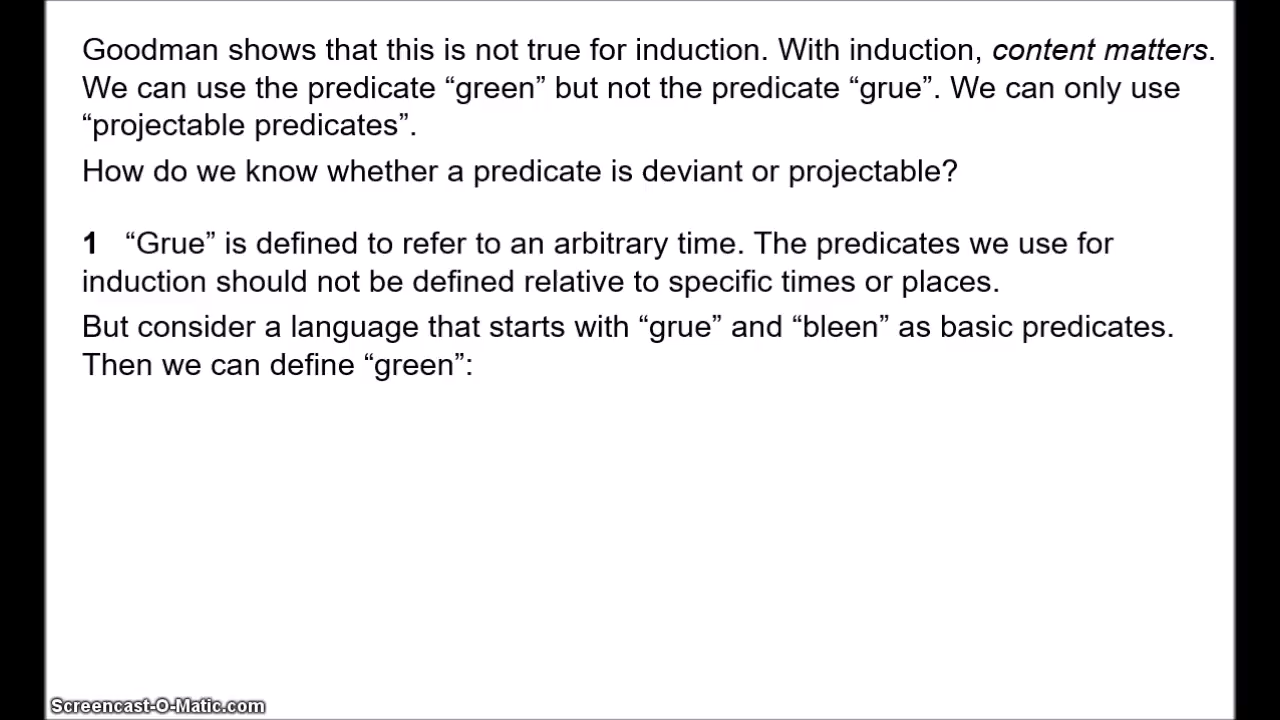 Goodman shows that this is not true for induction. With induction, content matters.
We can use the predicate “green” but not the predicate “grue”. We can only use
“projectable predicates”.
How do we know whether a predicate is deviant or projectable?
1 “Grue” is defined to refer to an arbitrary time. The predicates we use for
induction should not be defined relative to specific times or places.
But consider a language that starts with “grue” and “bleen” as basic predicates.
Then we can define “green”:
Screencast-O-Matic.com